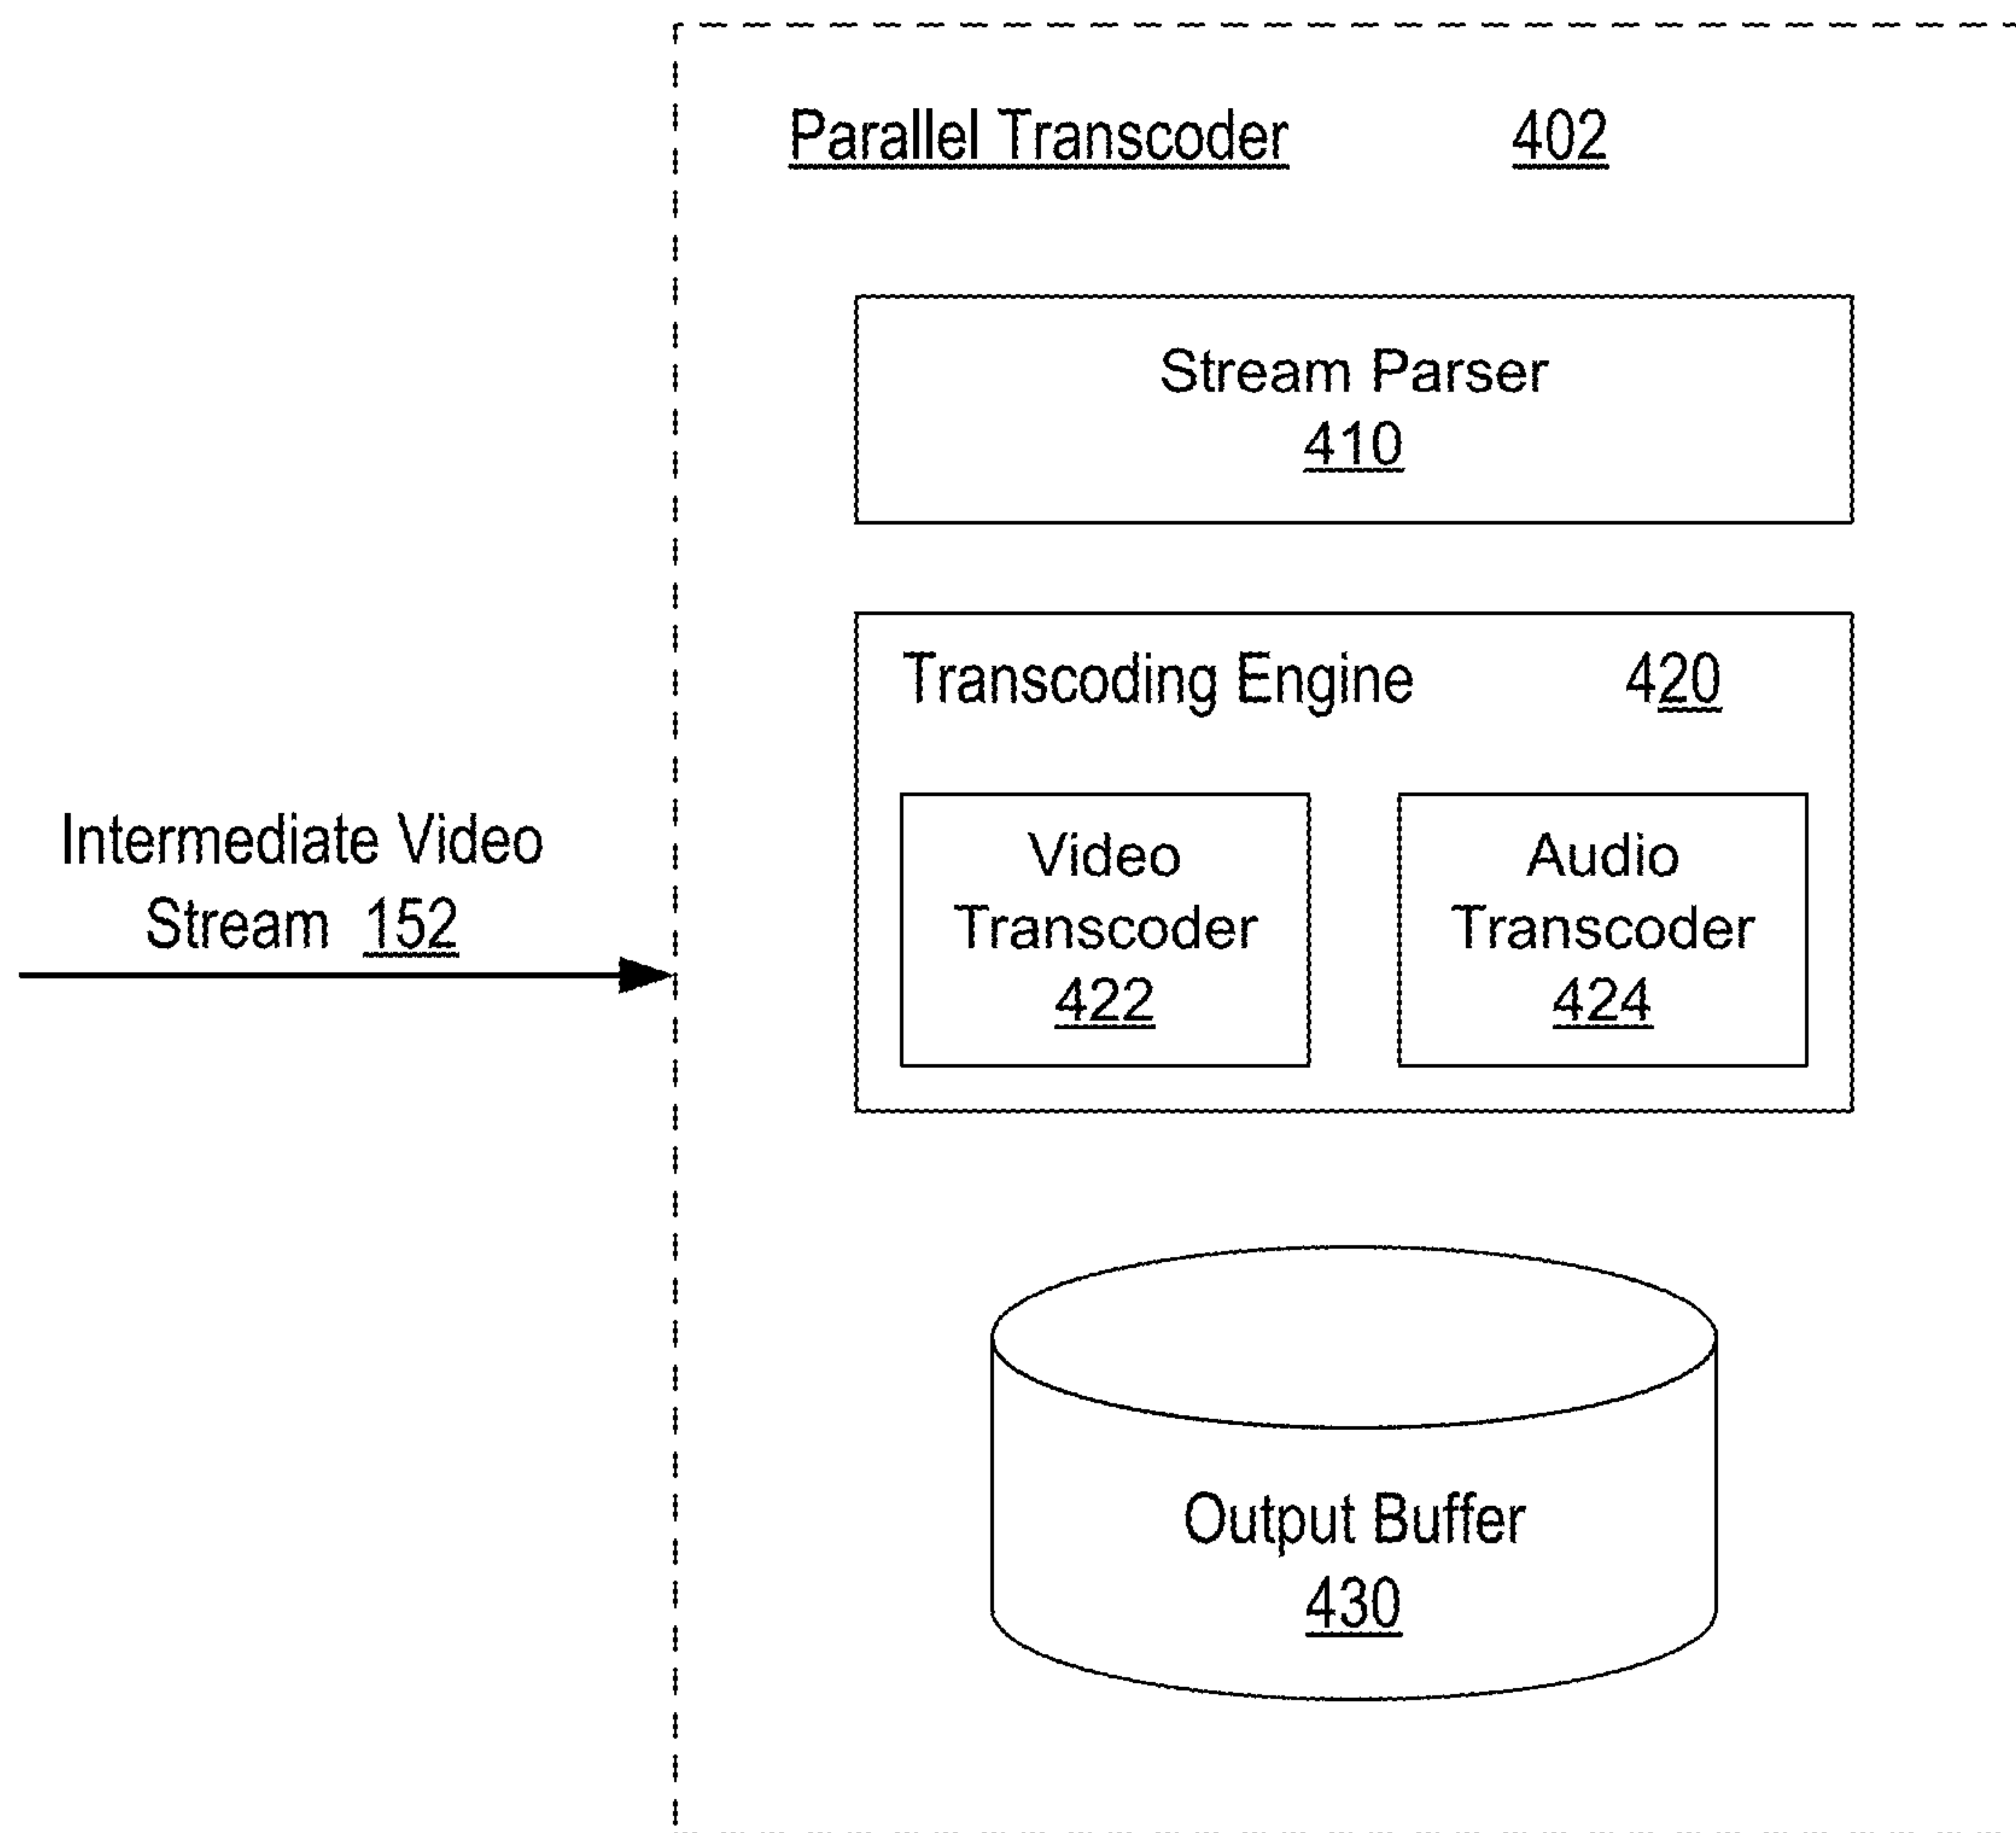 Parallel Transcoder 402
Stream Parser
410
Transcoding Engine 420
Intermediate Video
Stream 152
Video
Transcoder
422
Audio
Transcoder
424
Output Buffer
430